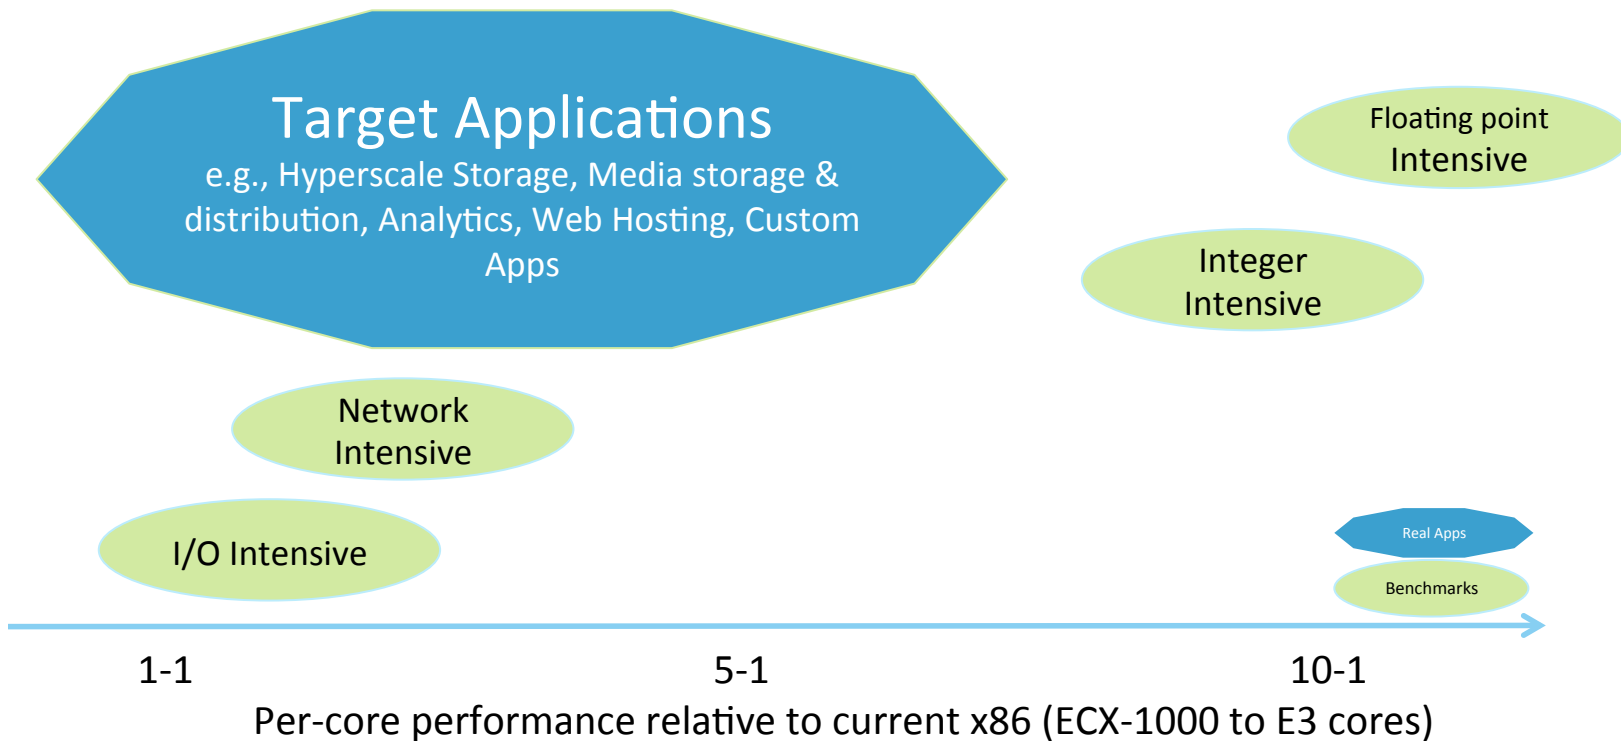 Target Applications
e.g., Hyperscale Storage, Media storage &
distribution, Analytics, Web Hosting, Custom
Apps
Floating point
Intensive
Integer
Intensive
Network
Intensive
I/O Intensive
Real Apps
Benchmarks
1-1
5-1
10-1
Per-core performance relative to current x86 (ECX-1000 to E3 cores)